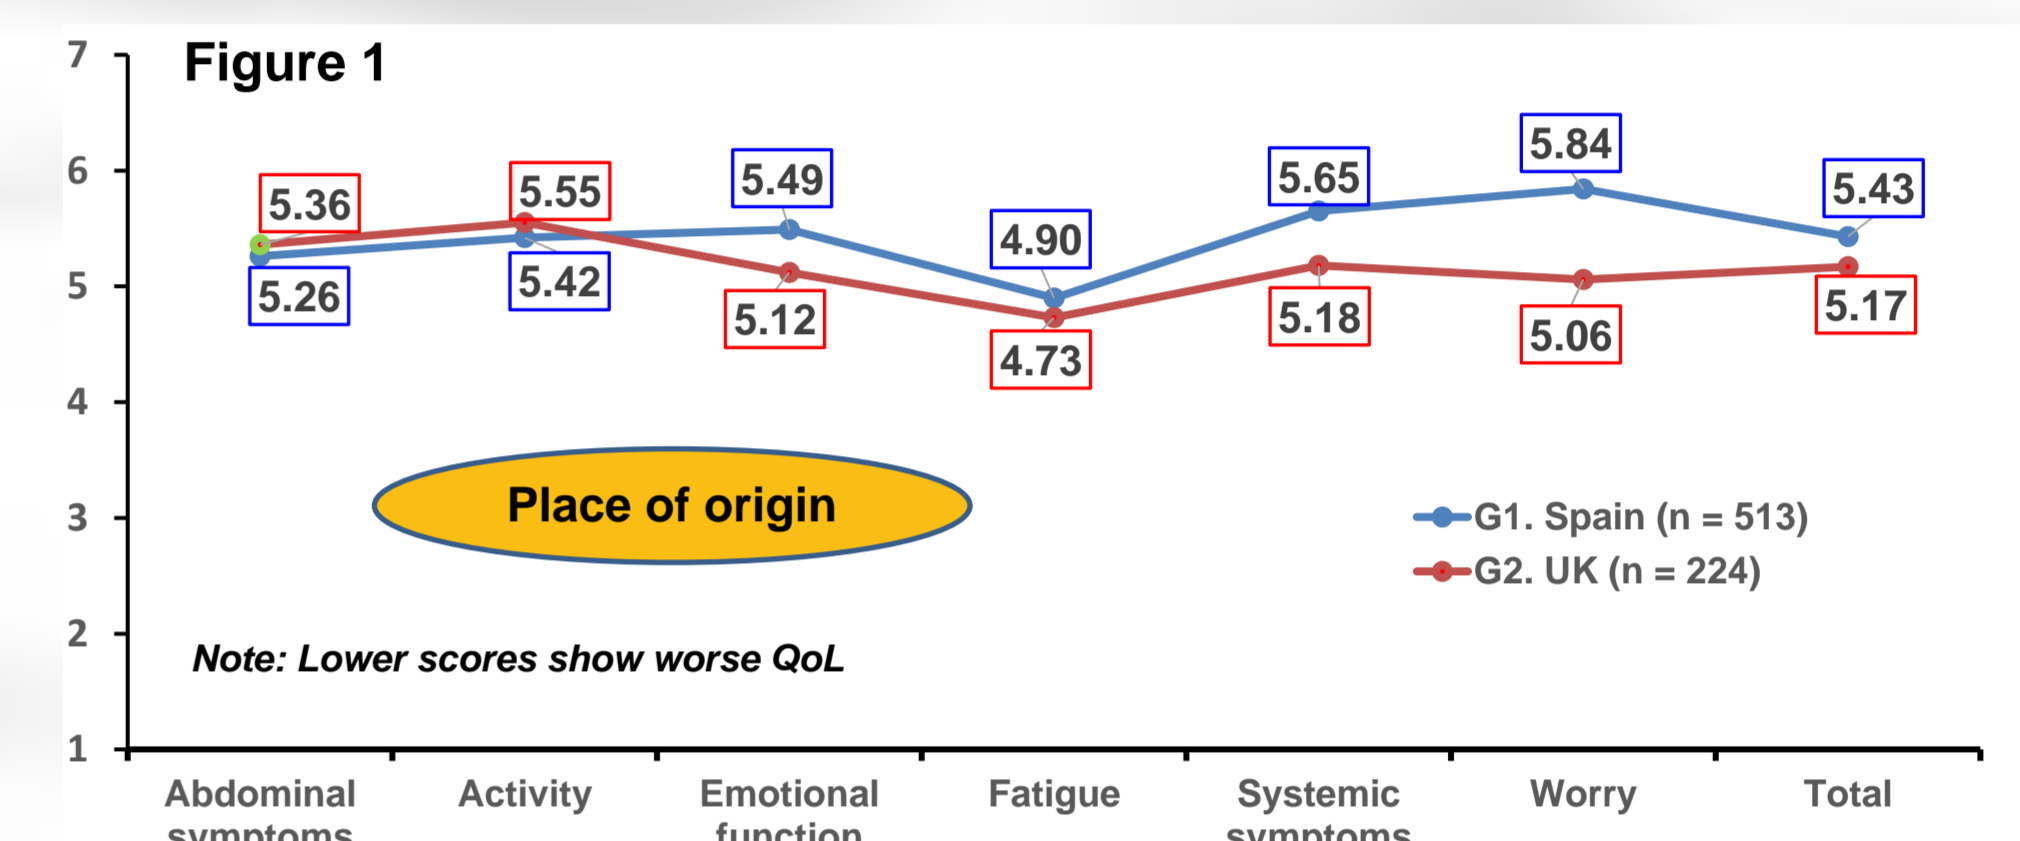 Figure 1
7
6
5
4
3
2
1
5.36
5.55
5.49
4.90
5.65
5.84
5.43
5.26
5.42
5.12
4.73
5.18
5.06
5.17
Place of origin
G1. Spain (n = 513)
G2. UK (n = 224)
Note: Lower scores show worse QoL
Abdominal
symptoms
Activity
Emotional
function
Fatigue
Systemic
symptoms
Worry
Total